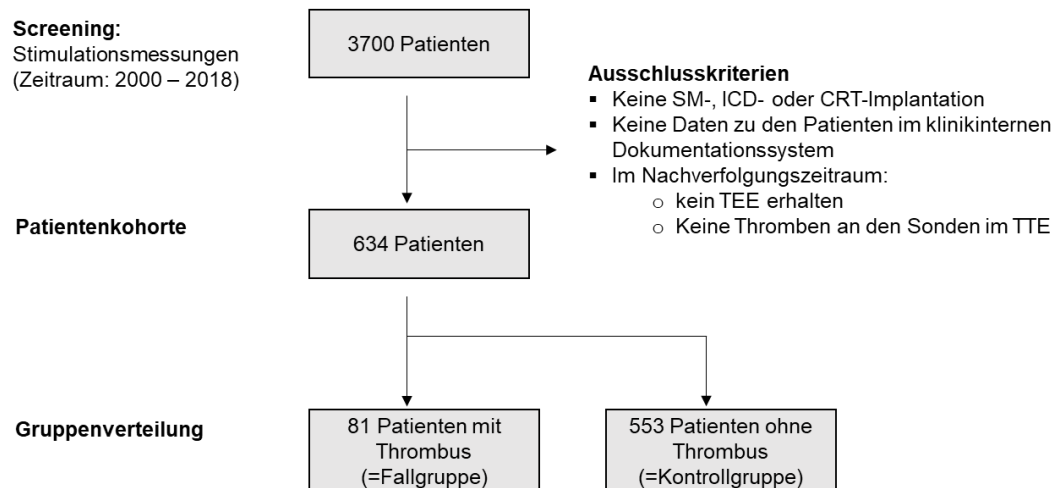 Screening:
Stimulationsmessungen
(Zeitraum: 2000 – 2018)
3700 Patienten
Ausschlusskriterien
▪ Keine SM-, ICD- oder CRT-Implantation
▪ Keine Daten zu den Patienten im klinikinternen
Dokumentationssystem
▪ Im Nachverfolgungszeitraum:
o kein TEE erhalten
o Keine Thromben an den Sonden im TTE
Patientenkohorte
634 Patienten
Gruppenverteilung
81 Patienten mit
Thrombus
(=Fallgruppe)
553 Patienten ohne
Thrombus
(=Kontrollgruppe)